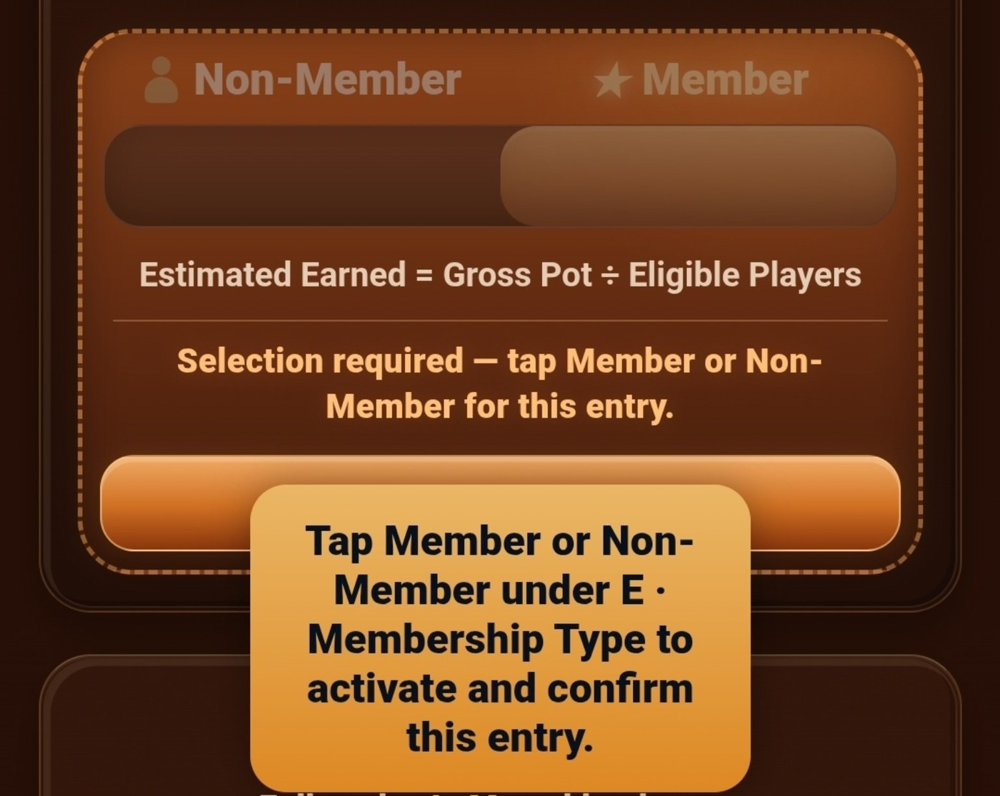 Non-Member
Member
Estimated Earned = Gross Pot ÷ Eligible Players
Selection required — tap Member or Non-
Member for this entry.
Tap Member or Non-
Member under E ·
Membership Type to
activate and confirm
this entry.